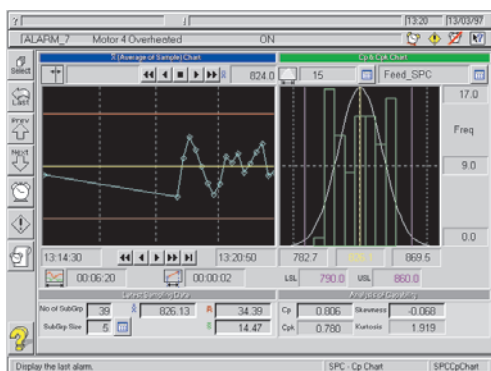 13:20 13/03/97
ALARM_7 Motor 4 Overheated ON
X (Average of Sample) Chart Cp & Cpk Chart
Select
824.0 15 Feed_SPC
Last
17.0
Prev
Freq
Next
9.0
0.0
13:14:30 13:20:50 782.7 869.5
00:06:20 00:00:02 LSL 790.0 USL 860.0
Latest Sampling Data Analysis of Capability
No of SubGrp 39 X 826.13 R 34.39 Cp 0.806 Skewness -0.068
SubGrp Size 5 S 14.47 Cpk 0.780 Kurtosis 1.919
Display the last alarm. SPC - Cp Chart SPCCpChart